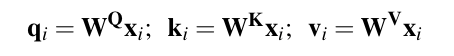 qᵢ = W^Q xᵢ; kᵢ = W^K xᵢ; vᵢ = W^V xᵢ